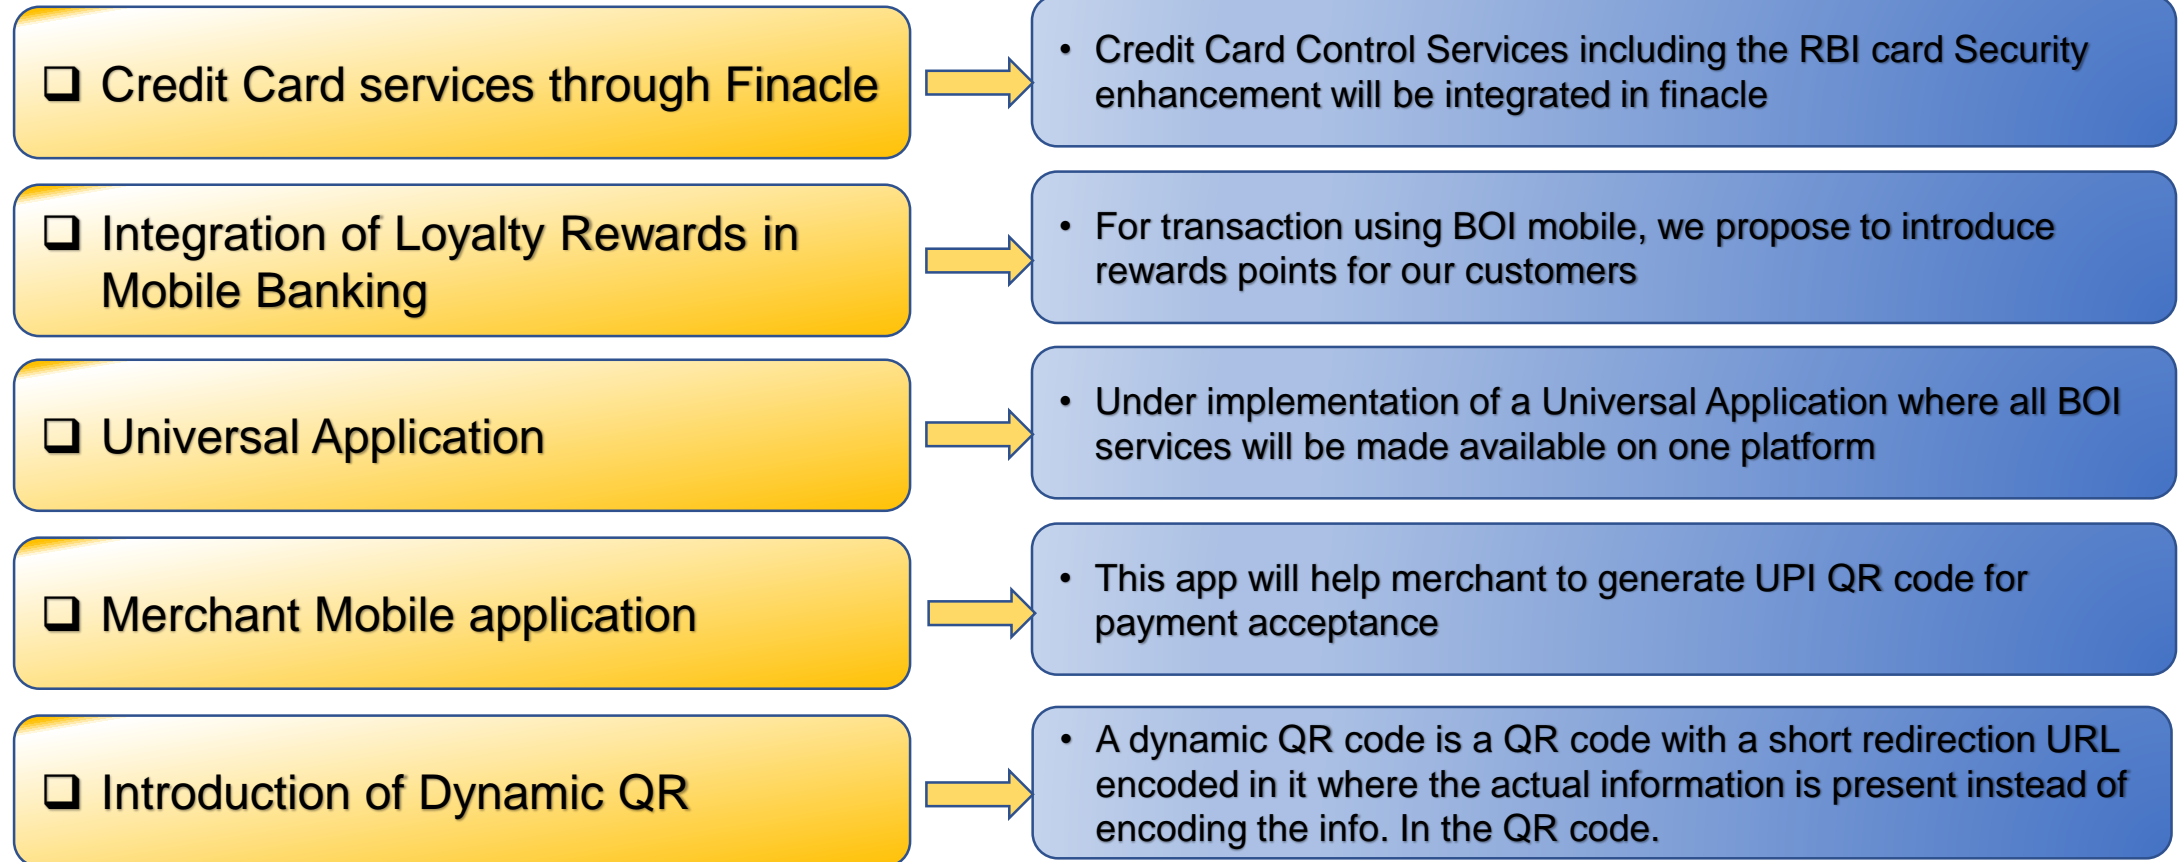 ❑ Credit Card services through Finacle
• Credit Card Control Services including the RBI card Security
enhancement will be integrated in finacle
❑ Integration of Loyalty Rewards in
Mobile Banking
• For transaction using BOI mobile, we propose to introduce
rewards points for our customers
❑ Universal Application
• Under implementation of a Universal Application where all BOI
services will be made available on one platform
❑ Merchant Mobile application
• This app will help merchant to generate UPI QR code for
payment acceptance
❑ Introduction of Dynamic QR
• A dynamic QR code is a QR code with a short redirection URL
encoded in it where the actual information is present instead of
encoding the info. In the QR code.